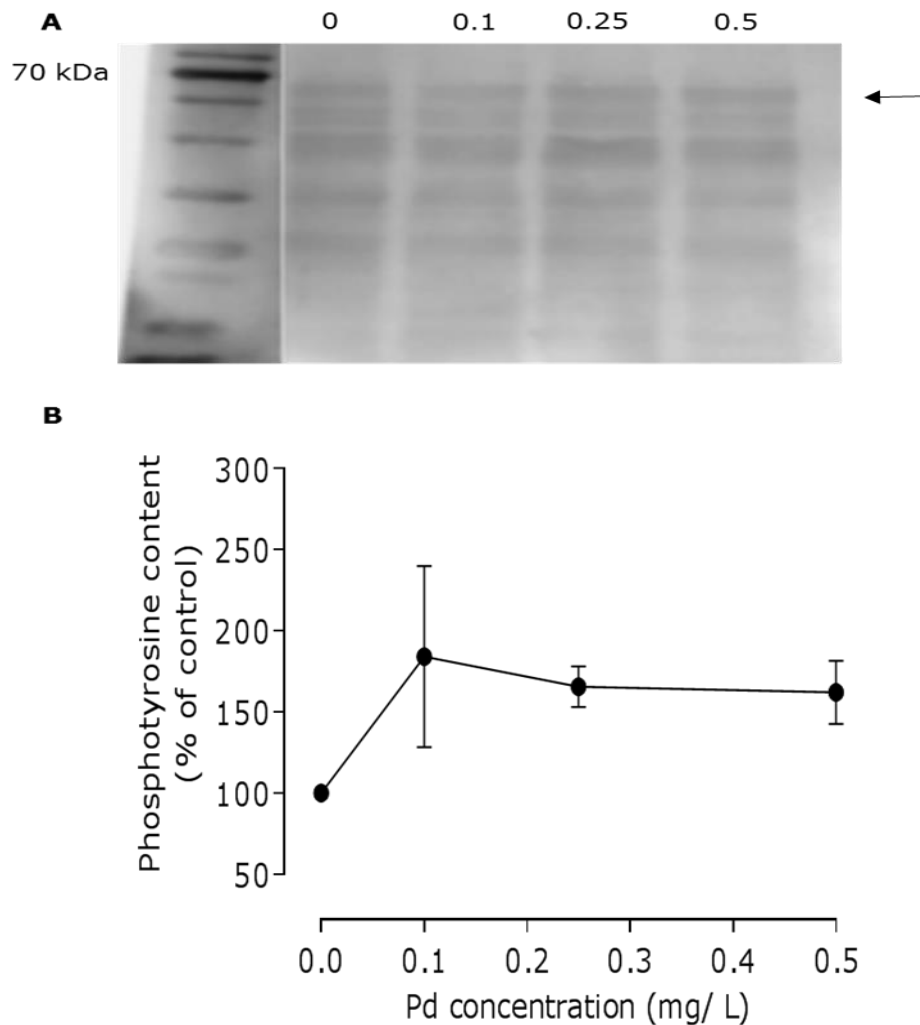 A
0 0.1 0.25 0.5
70 kDa
B
Phosphotyrosine content
(% of control)
300
250
200
150
100
50
0.0 0.1 0.2 0.3 0.4 0.5
Pd concentration (mg/ L)